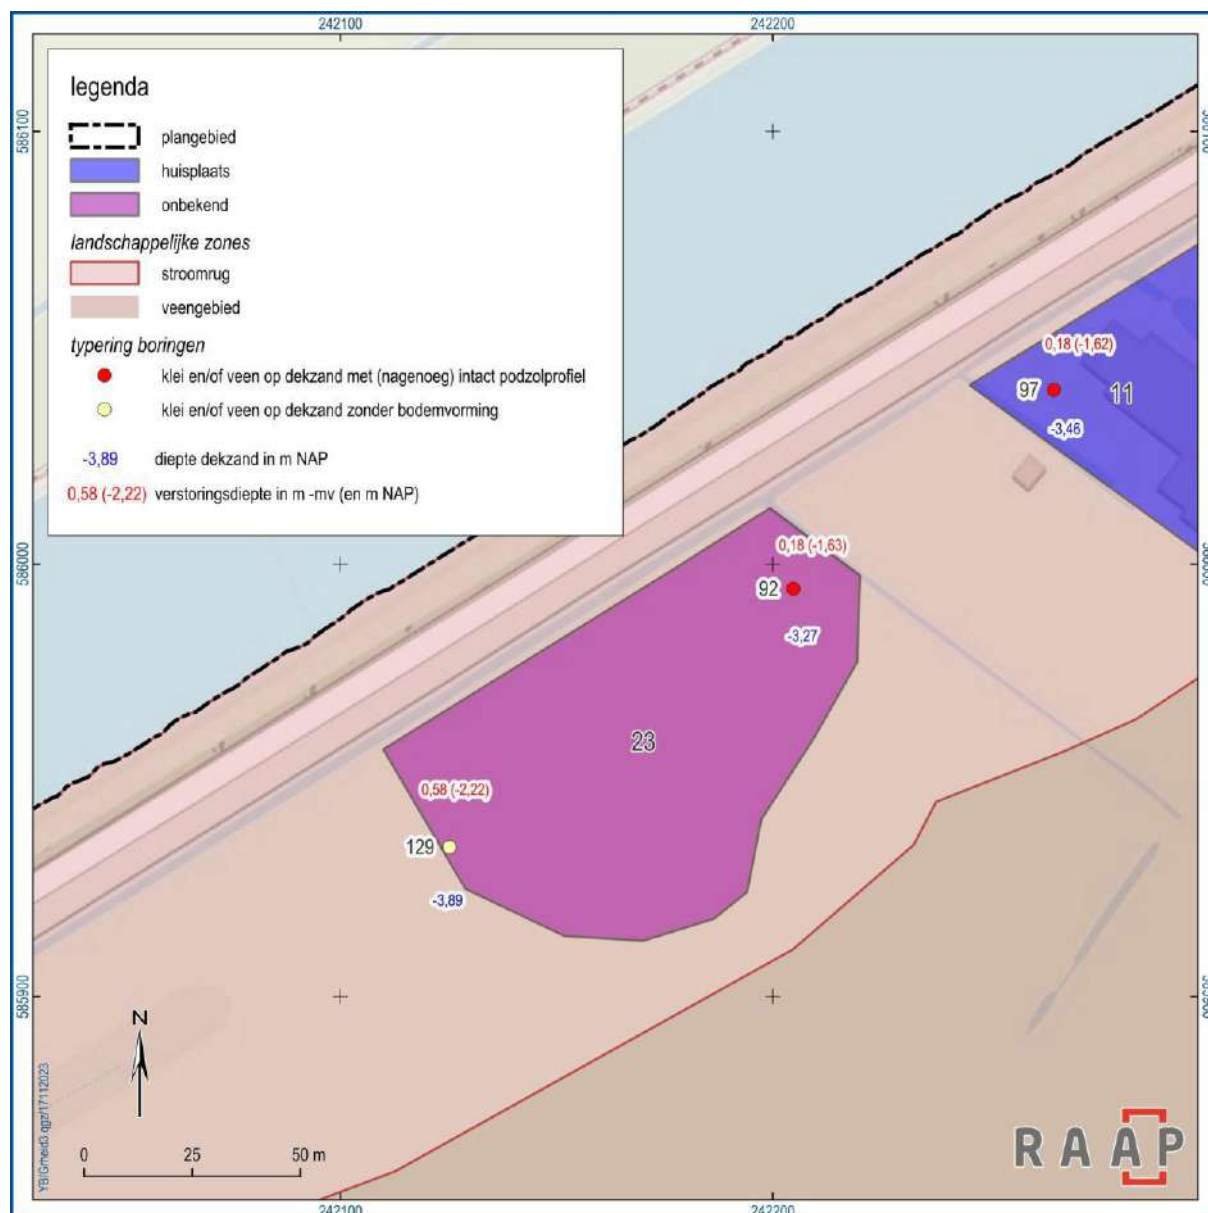 242100
242200
legenda
plangebied
huisplaats
onbekend
landschappelijke zones
stroomrug
veengebied
typering boringen
klei en/of veen op dekzand met (nagenoeg) intact podzolprofiel
klei en/of veen op dekzand zonder bodemvorming
-3,89 diepte dekzand in m NAP
0,58 (-2,22) verstoringsdiepte in m -mv (en m NAP)
586100
586100
0,18 (-1,62)
97
11
-3,46
586000
586000
0,18 (-1,63)
92
-3,27
23
0,58 (-2,22)
129
-3,89
585900
585900
N
0 25 50 m
RAAP
242100
242200